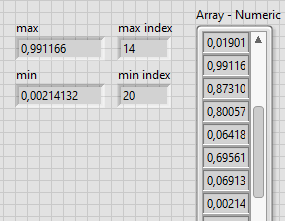 Array - Numeric
max
max index
0,991166
14
min
min index
0,00214132
20
0,01901
0,99116
0,87310
0,80057
0,06418
0,69561
0,06913
0,00214